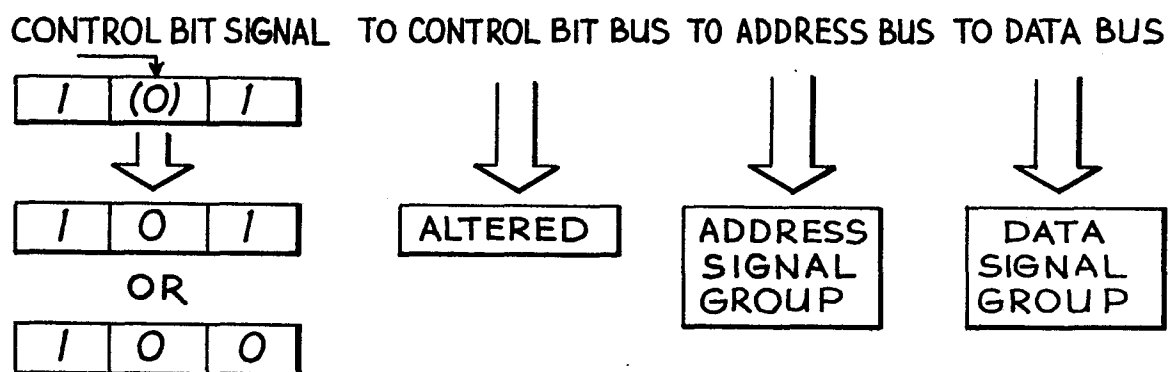 CONTROL BIT SIGNAL TO CONTROL BIT BUS TO ADDRESS BUS TO DATA BUS
1 (0) 1
1 0 1
OR
1 0 0
ALTERED
ADDRESS
SIGNAL
GROUP
DATA
SIGNAL
GROUP